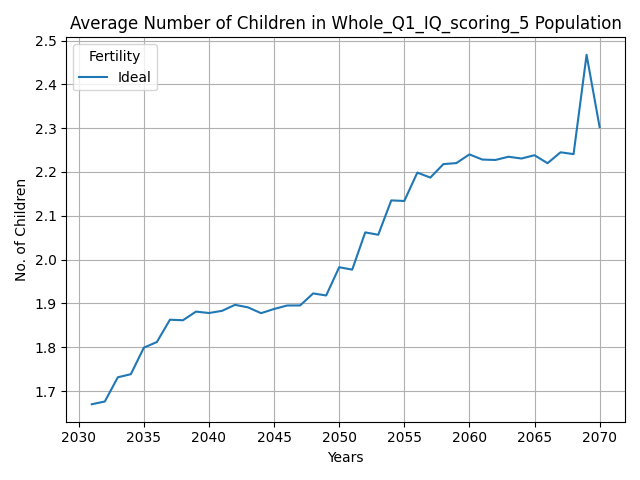 Average Number of Children in Whole_Q1_IQ_scoring_5 Population
2.5
2.4
2.3
2.2
2.1
2.0
1.9
1.8
1.7
No. of Children
Fertility
Ideal
2030 2035 2040 2045 2050 2055 2060 2065 2070
Years